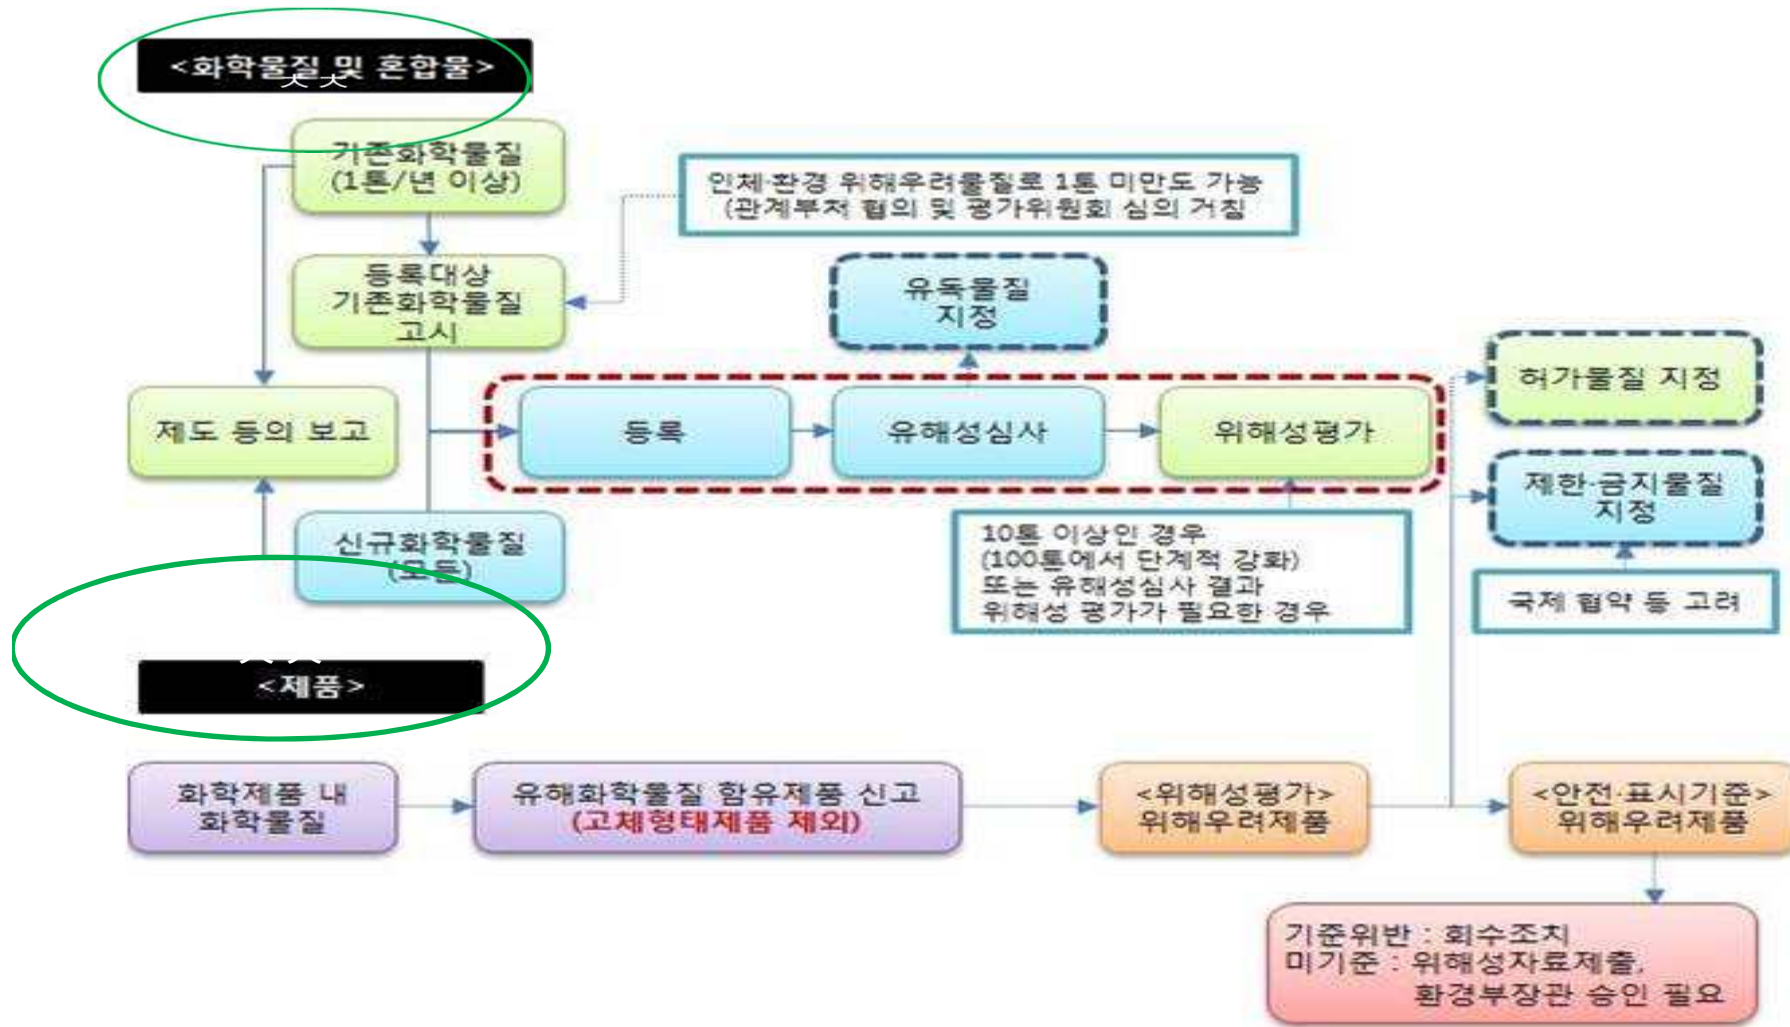 <화학물질 및 혼합물>
ㅊ ㅊ
기존화학물질
(1톤/년 이상)
인체·환경 위해우려물질로 1톤 미만도 가능
(관계부처 협의 및 평가위원회 심의 거침
등록대상
기존화학물질
고시
유독물질
지정
허가물질 지정
제도 등의 보고
등록
유해성심사
위해성평가
제한·금지물질
지정
신규화학물질
(모든)
10톤 이상인 경우
(100톤에서 단계적 강화)
또는 유해성심사 결과
위해성 평가가 필요한 경우
국제 협약 등 고려
<제품>
화학제품 내
화학물질
유해화학물질 함유제품 신고
(고체형태제품 제외)
<위해성평가>
위해우려제품
<안전·표시기준>
위해우려제품
기준위반 : 회수조치
미기준 : 위해성자료제출,
환경부장관 승인 필요